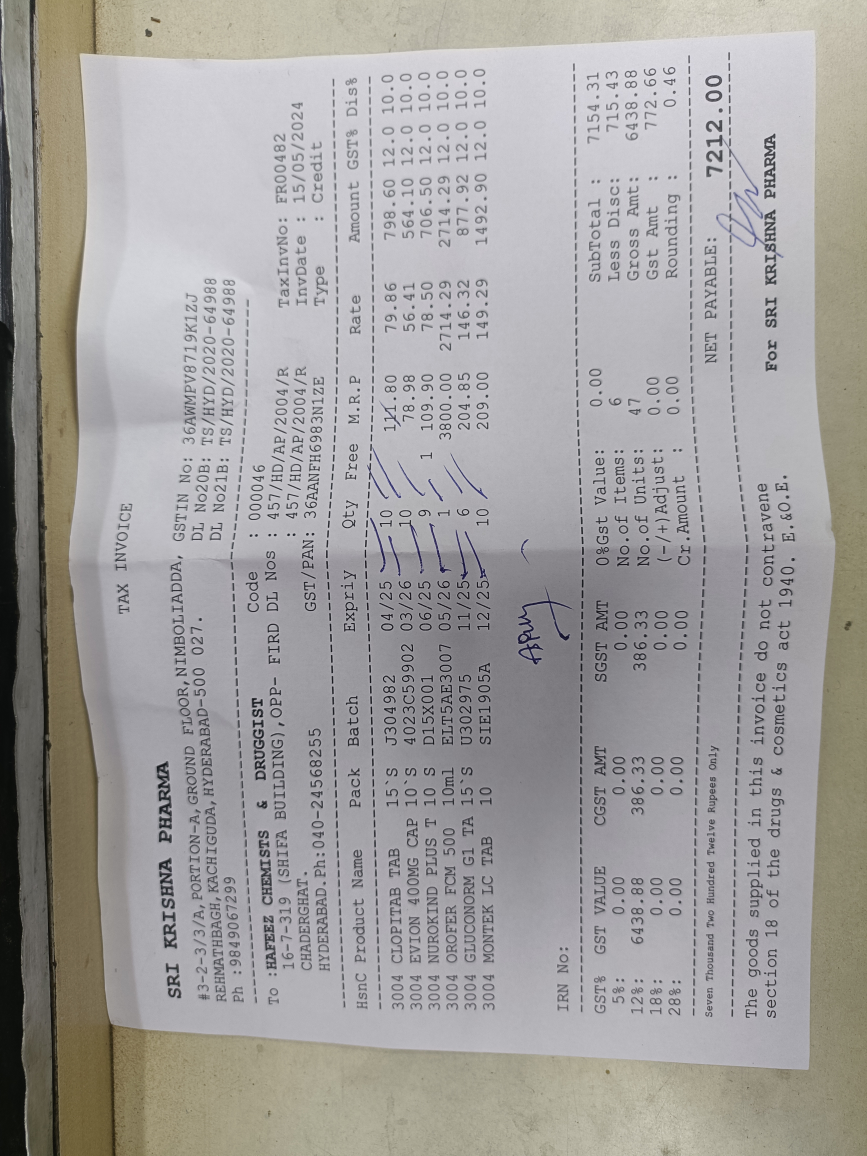 TAX INVOICE
SRI KRISHNA PHARMA
#3-2-3/3/A, PORTION-A, GROUND FLOOR, NIMBOLIADDA, GSTIN No: 36AWMPV8719K1ZJ
REHMATHBAGH, KACHIGUDA, HYDERABAD-500 027. DL No20B: TS/HYD/2020-64988
Ph :9849067299 DL No21B: TS/HYD/2020-64988
To :HAFEEZ CHEMISTS & DRUGGIST Code : 000046
16-7-319 (SHIFA BUILDING),OPP- FIRD DL Nos : 457/HD/AP/2004/R TaxInvNo: FR00482
CHADERGHAT. : 457/HD/AP/2004/R InvDate : 15/05/2024
HYDERABAD.Ph:040-24568255 GST/PAN: 36AANFH6983N1ZE Type : Credit
HsnC Product Name Pack Batch Expriy Qty Free M.R.P Rate Amount GST% Dis%
3004 CLOPITAB TAB 15`S J304982 04/25 10 111.80 79.86 798.60 12.0 10.0
3004 EVION 400MG CAP 10`S 4023C59902 03/26 10 78.98 56.41 564.10 12.0 10.0
3004 NUROKIND PLUS T 10 S D15X001 06/25 9 1 109.90 78.50 706.50 12.0 10.0
3004 OROFER FCM 500 10ml ELT5AE3007 05/26 1 3800.00 2714.29 2714.29 12.0 10.0
3004 GLUCONORM G1 TA 15`S U302975 11/25 6 204.85 146.32 877.92 12.0 10.0
3004 MONTEK LC TAB 10 S SIE1905A 12/25 10 209.00 149.29 1492.90 12.0 10.0
IRN No:
GST% GST VALUE CGST AMT SGST AMT 0%Gst Value: 0.00 SubTotal : 7154.31
5%: 0.00 0.00 0.00 No.of Items: 6 Less Disc: 715.43
12%: 6438.88 386.33 386.33 No.of Units: 47 Gross Amt: 6438.88
18%: 0.00 0.00 0.00 (-/+)Adjust: 0.00 Gst Amt : 772.66
28%: 0.00 0.00 0.00 Cr.Amount : 0.00 Rounding : 0.46
Seven Thousand Two Hundred Twelve Rupees Only NET PAYABLE: 7212.00
The goods supplied in this invoice do not contravene
section 18 of the drugs & cosmetics act 1940. E.&O.E. For SRI KRISHNA PHARMA